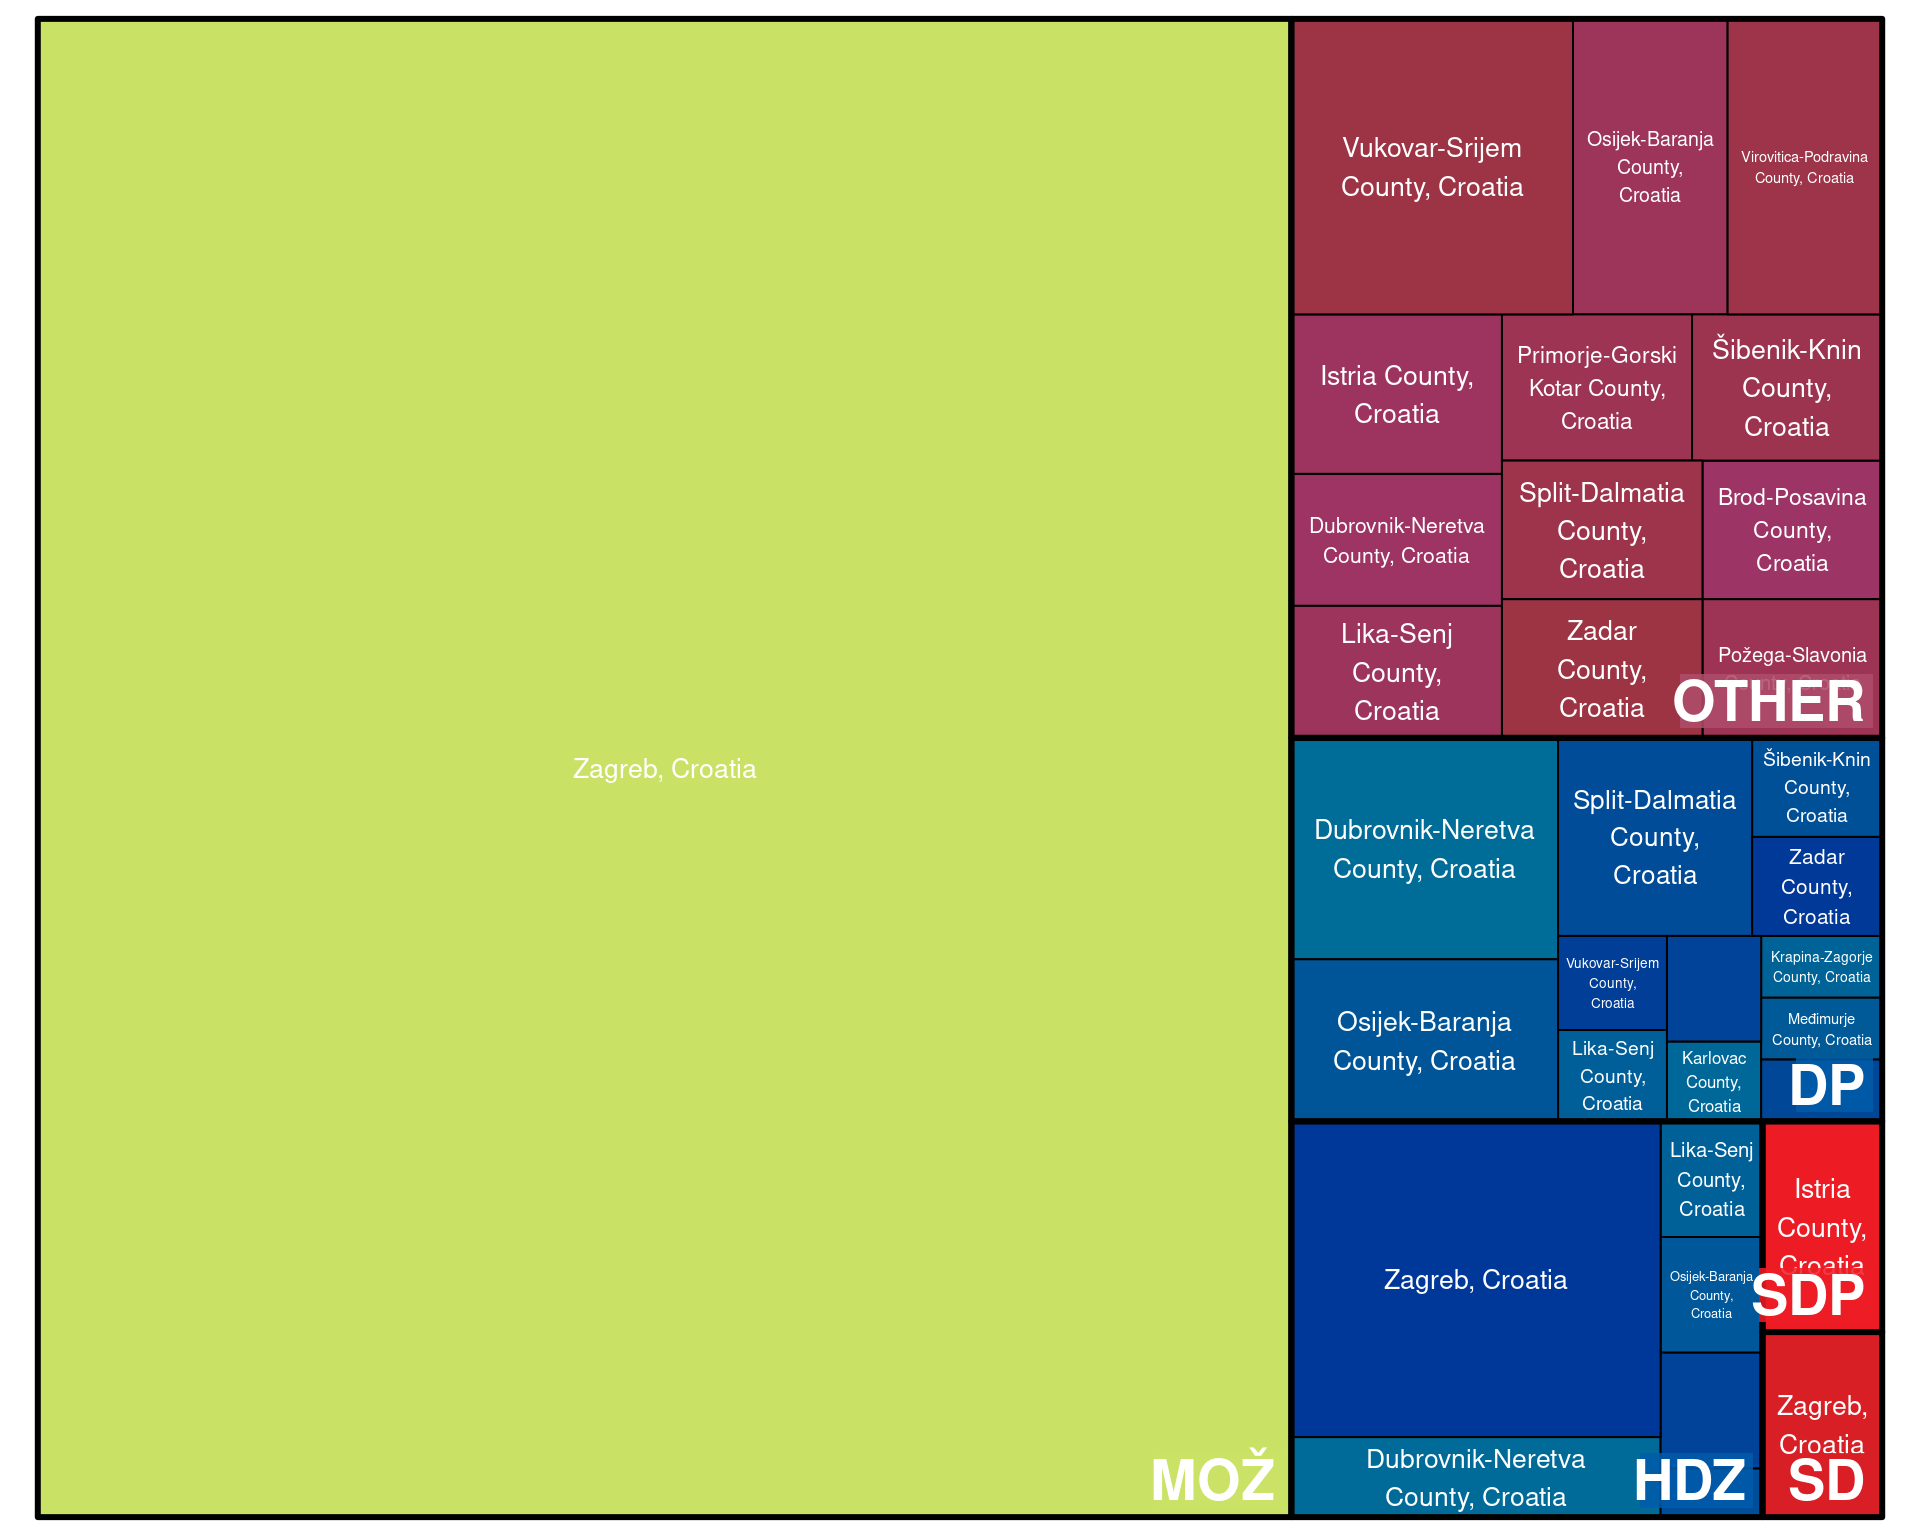 Zagreb, Croatia
MOŽ
Vukovar-Srijem
County, Croatia
Osijek-Baranja
County,
Croatia
Virovitica-Podravina
County, Croatia
Istria County,
Croatia
Primorje-Gorski
Kotar County,
Croatia
Šibenik-Knin
County,
Croatia
Dubrovnik-Neretva
County, Croatia
Split-Dalmatia
County,
Croatia
Brod-Posavina
County,
Croatia
Lika-Senj
County,
Croatia
Zadar
County,
Croatia
Požega-Slavonia
OTHER
Dubrovnik-Neretva
County, Croatia
Split-Dalmatia
County,
Croatia
Šibenik-Knin
County,
Croatia
Zadar
County,
Croatia
Osijek-Baranja
County, Croatia
Vukovar-Srijem
County,
Croatia
Lika-Senj
County,
Croatia
Karlovac
County,
Croatia
Krapina-Zagorje
County, Croatia
Međimurje
County, Croatia
DP
Zagreb, Croatia
Dubrovnik-Neretva
County, Croatia
Lika-Senj
County,
Croatia
Osijek-Baranja
County,
Croatia
HDZ
Istria
County,
Croatia
SDP
Zagreb,
Croatia
SD